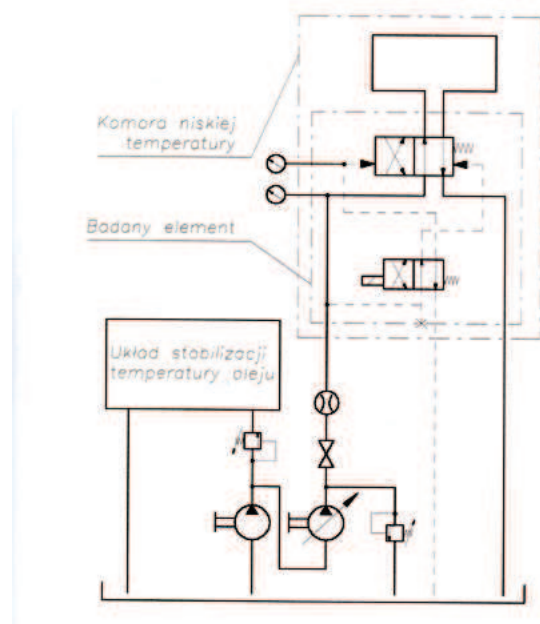 Komora niskiej
temperatury
Badany element
Układ stabilizacji
temperatury oleju